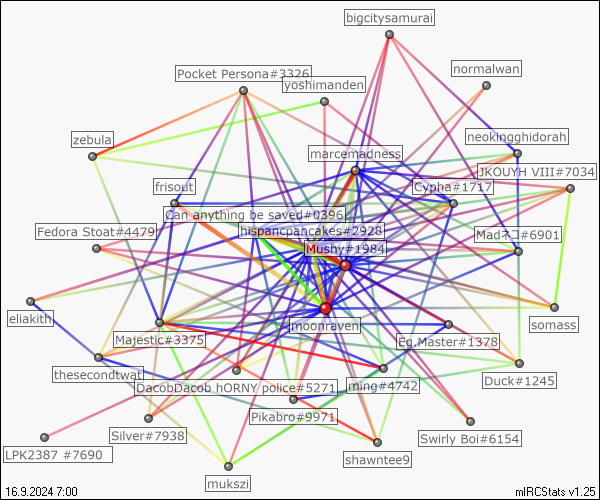 bigcitysamurai
normalwan
Pocket Persona#3326
yoshimanden
zebula
neokingghidorah
marcemadness
JKOUYH VIII#7034
frisout
Cypha#1717
Can anything be saved#0396
Fedora Stoat#4479
hispancpancakes#2928
Madネコ#6901
Mushy#1984
eliakith
moonraven
somass
Majestic#3375
Eg.Master#1378
thesecondtwat
DacobDacob hORNY police#5271
ming#4742
Duck#1245
Pikabro#9971
Silver#7938
Swirly Boi#6154
LPK2387 #7690
shawntee9
mukszi
16.9.2024 7:00
mIRCStats v1.25